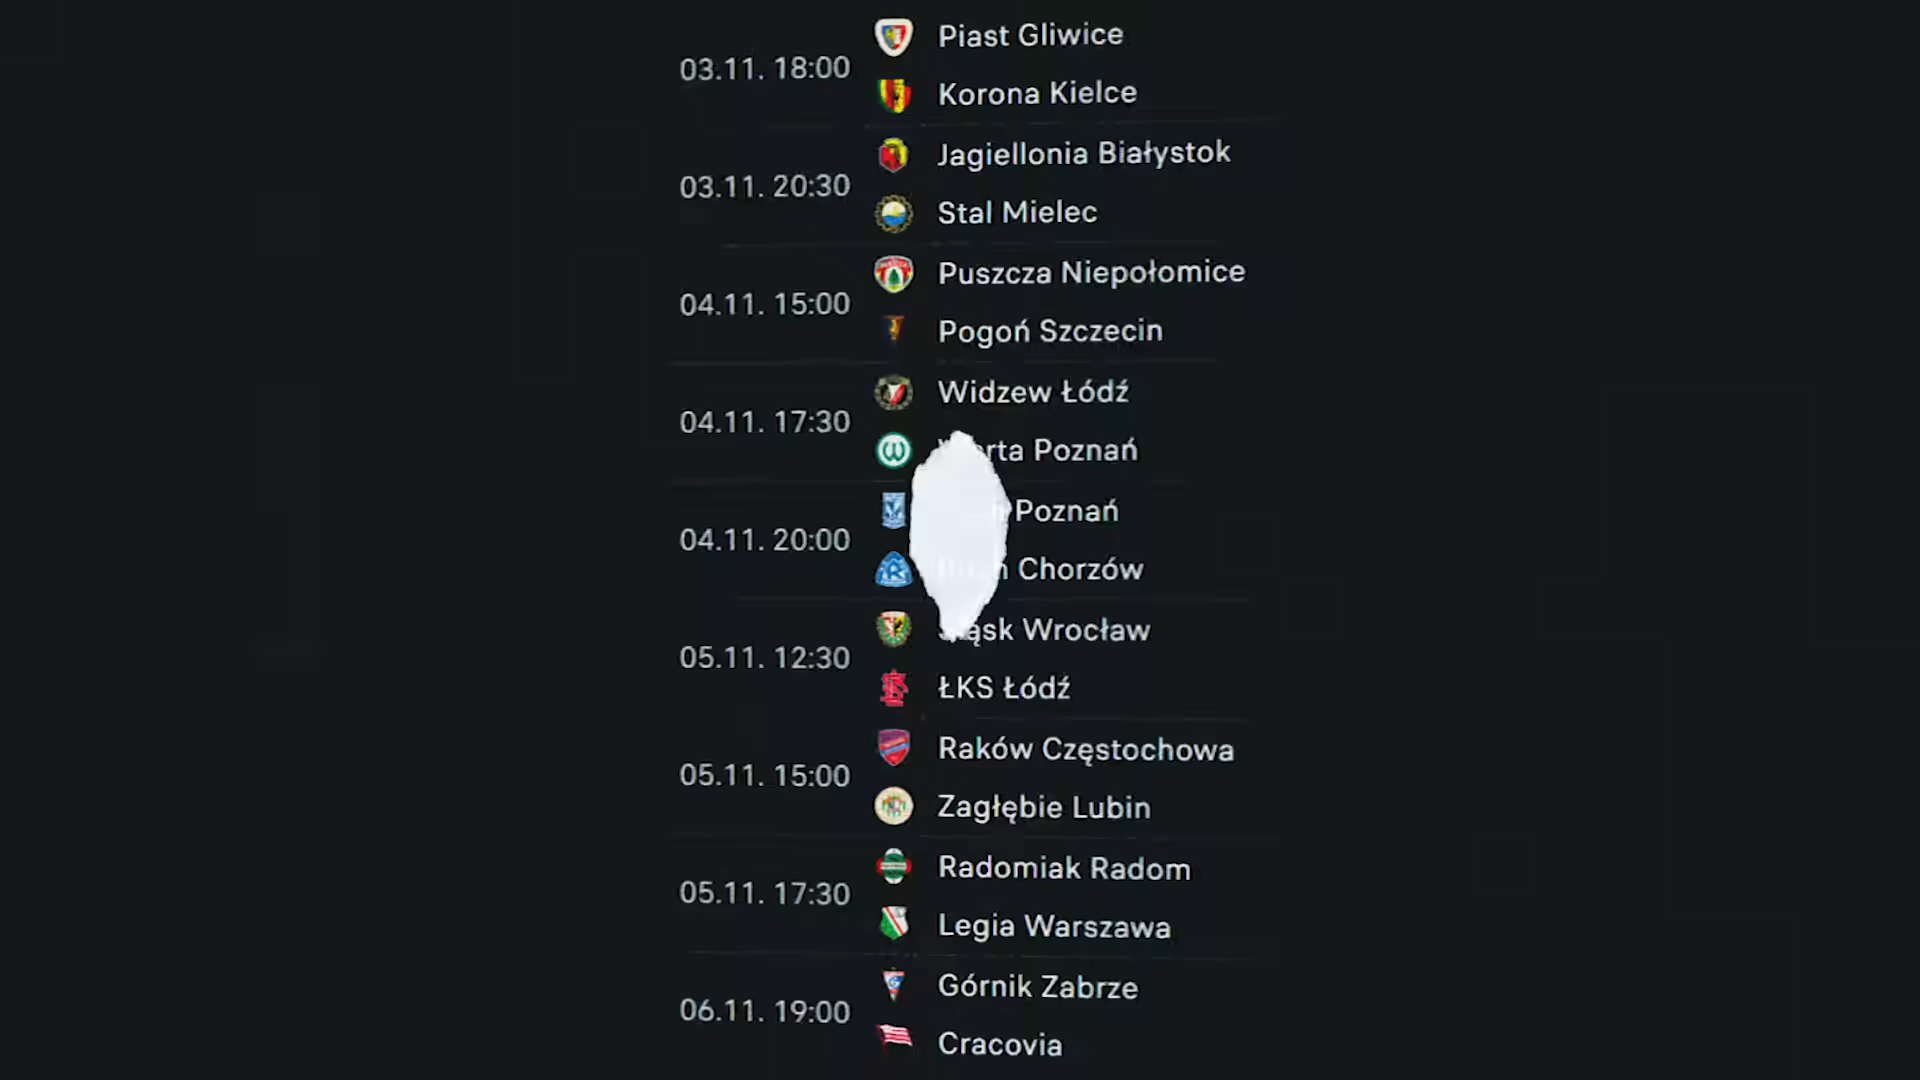 03.11. 18:00
Piast Gliwice
Korona Kielce
03.11. 20:30
Jagiellonia Białystok
Stal Mielec
04.11. 15:00
Puszcza Niepołomice
Pogoń Szczecin
04.11. 17:30
Widzew Łódź
Poznań
04.11. 20:00
Poznań
Chorzów
05.11. 12:30
Wrocław
ŁKS Łódź
05.11. 15:00
Raków Częstochowa
Zagłębie Lubin
05.11. 17:30
Radomiak Radom
Legia Warszawa
06.11. 19:00
Górnik Zabrze
Cracovia